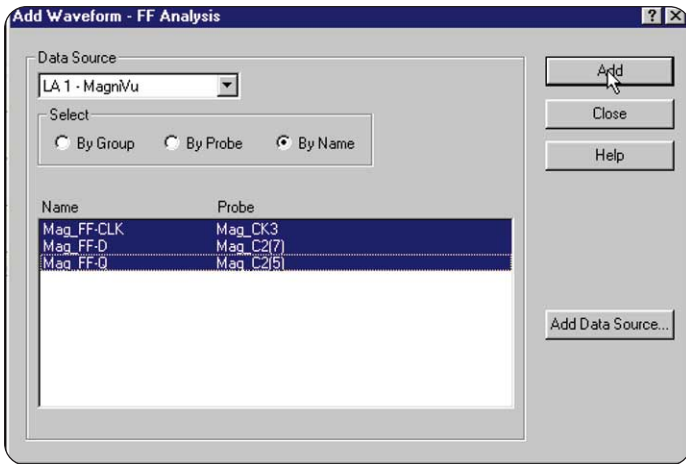 Add Waveform - FF Analysis
Data Source
LA 1 - MagniVu
Select
By Group By Probe By Name
Name Probe
Mag_FF-CLK Mag_CK3
Mag_FF-D Mag_C2(7)
Mag_FF-Q Mag_C2(5)
Add
Close
Help
Add Data Source...